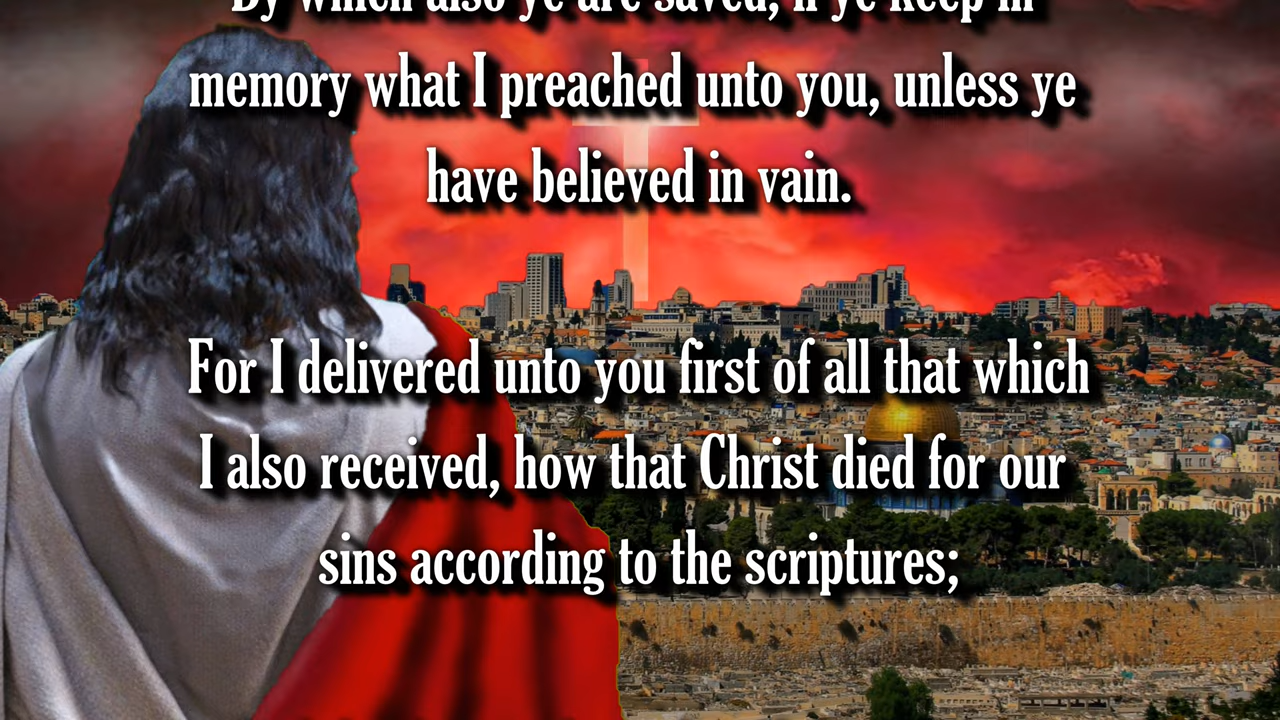 By which also ye are saved, if ye keep in
memory what I preached unto you, unless ye
have believed in vain.
For I delivered unto you first of all that which
I also received, how that Christ died for our
sins according to the scriptures;